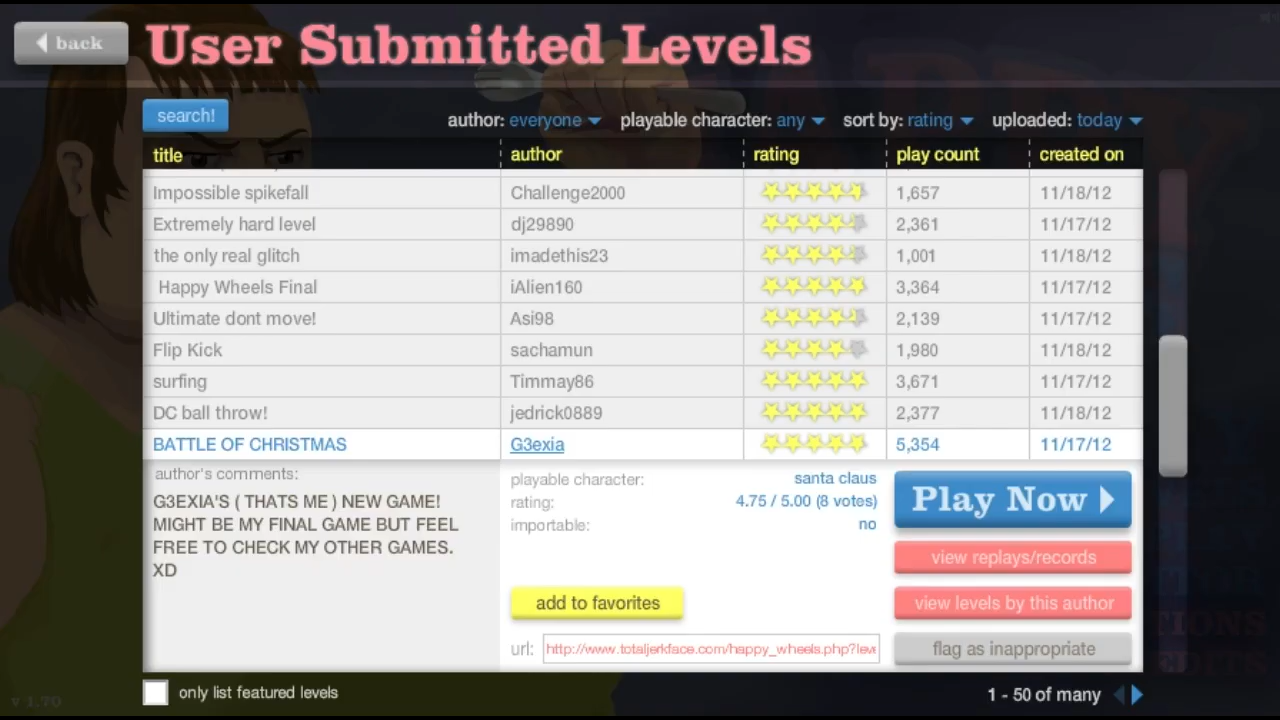 back
User Submitted Levels
search!
author: everyone playable character: any sort by: rating uploaded: today
title author rating play count created on
Impossible spikefall Challenge2000 1,657 11/18/12
Extremely hard level dj29890 2,361 11/17/12
the only real glitch imadethis23 1,001 11/18/12
Happy Wheels Final iAlien160 3,364 11/17/12
Ultimate dont move! Asi98 2,139 11/17/12
Flip Kick sachamun 1,980 11/18/12
surfing Timmay86 3,671 11/17/12
DC ball throw! jedrick0889 2,377 11/18/12
BATTLE OF CHRISTMAS G3exia 5,354 11/17/12
author's comments:
G3EXIA'S ( THATS ME ) NEW GAME!
MIGHT BE MY FINAL GAME BUT FEEL
FREE TO CHECK MY OTHER GAMES.
XD
playable character: santa claus
rating: 4.75 / 5.00 (8 votes)
importable: no
add to favorites
url: http://www.totaljerkface.com/happy_wheels.php?leve
Play Now
view replays/records
view levels by this author
flag as inappropriate
only list featured levels
1 - 50 of many
v 1.70